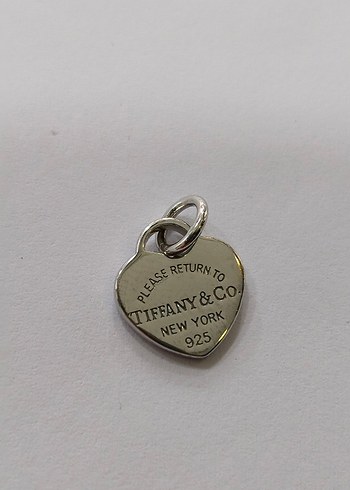 PLEASE RETURN TO
TIFFANY & Co.
NEW YORK
925